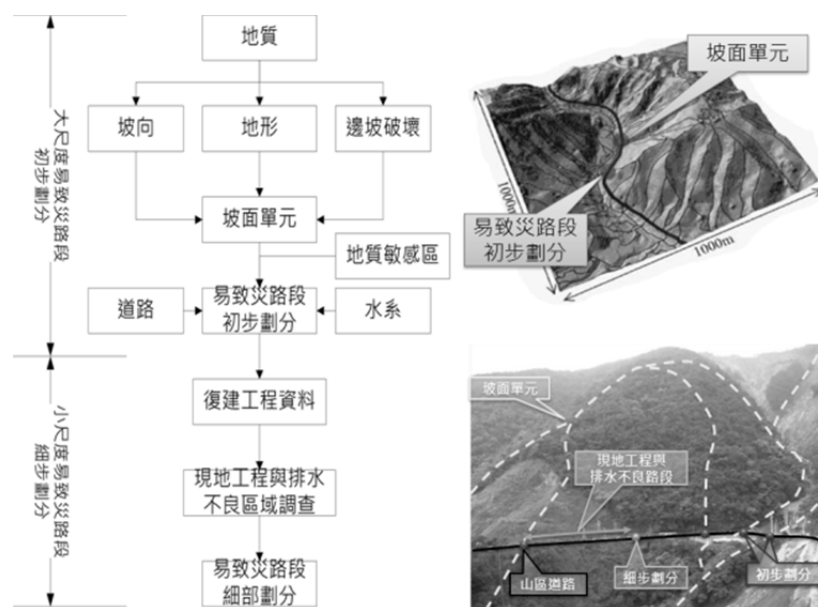 地質
坡向
地形
邊坡破壞
坡面單元
地質敏感區
道路
易致災路段
初步劃分
水系
復建工程資料
現地工程與排水
不良區域調查
易致災路段
細部劃分
大尺度易致災路段
初步劃分
小尺度易致災路段
細步劃分
坡面單元
易致災路段
初步劃分
1000m
1000m
坡面單元
現地工程與
排水不良路段
山區道路
細步劃分
初步劃分